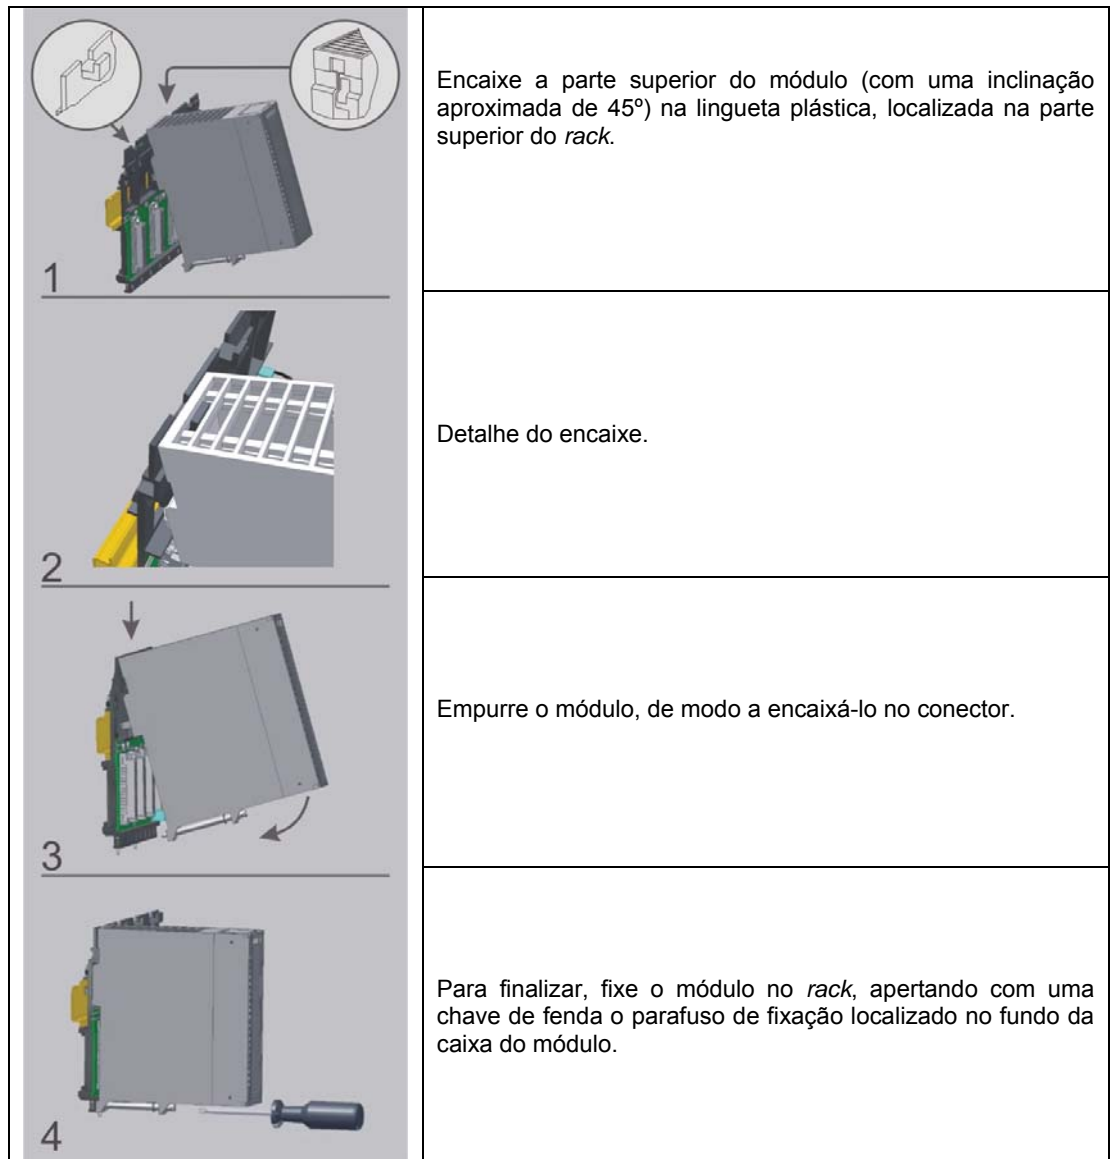 1
Encaixe a parte superior do módulo (com uma inclinação
aproximada de 45º) na lingueta plástica, localizada na parte
superior do rack.
2
Detalhe do encaixe.
3
Empurre o módulo, de modo a encaixá-lo no conector.
4
Para finalizar, fixe o módulo no rack, apertando com uma
chave de fenda o parafuso de fixação localizado no fundo da
caixa do módulo.